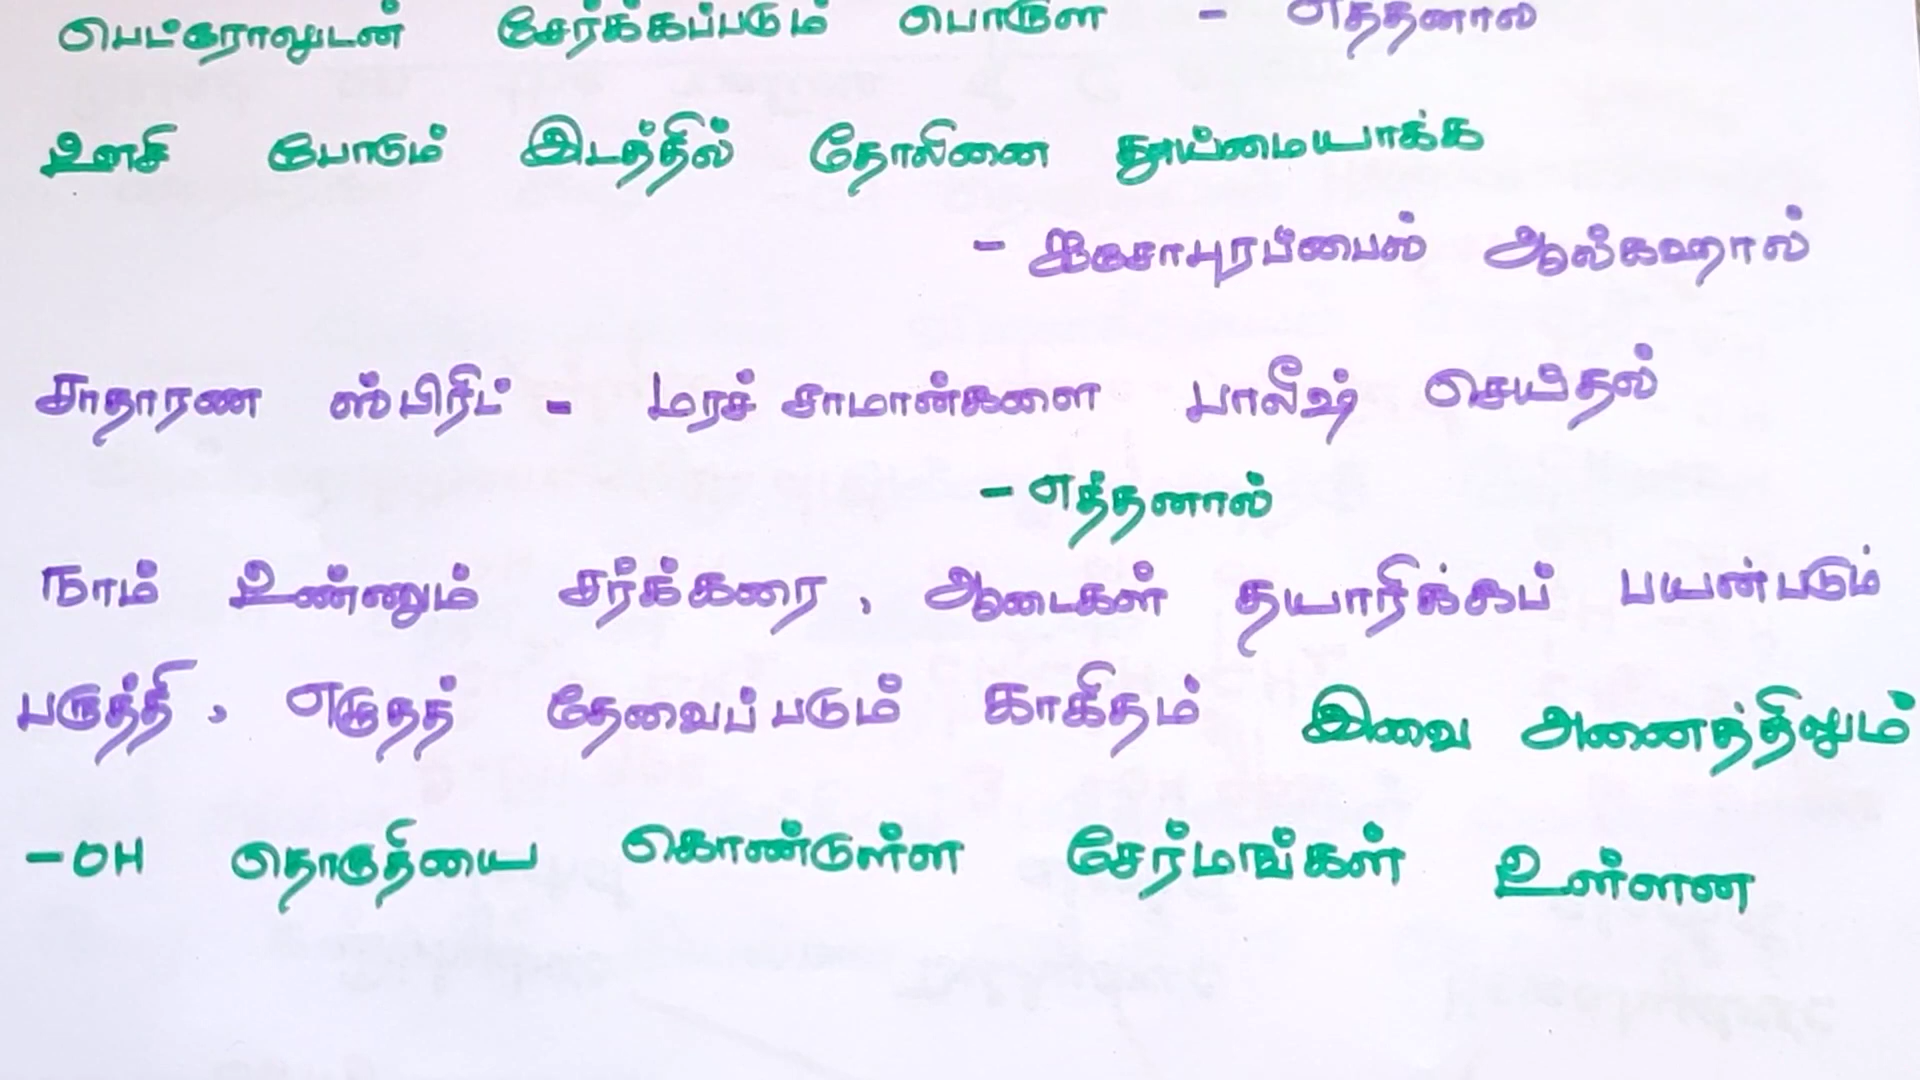 பெட்ரோலுடன் சேர்க்கப்படும் பொருள் - எத்தனால்
ஊசி போடும் இடத்தில் தோலினை தூய்மையாக்க
- ஐசோபுரப்பைல் ஆல்கஹால்
சாதாரண ஸ்பிரிட் - மரச் சாமான்களை பாலீஷ் செய்தல்
- எத்தனால்
நாம் உண்ணும் சர்க்கரை, ஆடைகள் தயாரிக்கப் பயன்படும்
பருத்தி, எழுதத் தேவைப்படும் காகிதம் இவை அனைத்திலும்
-OH தொகுதியை கொண்டுள்ள சேர்மங்கள் உள்ளன